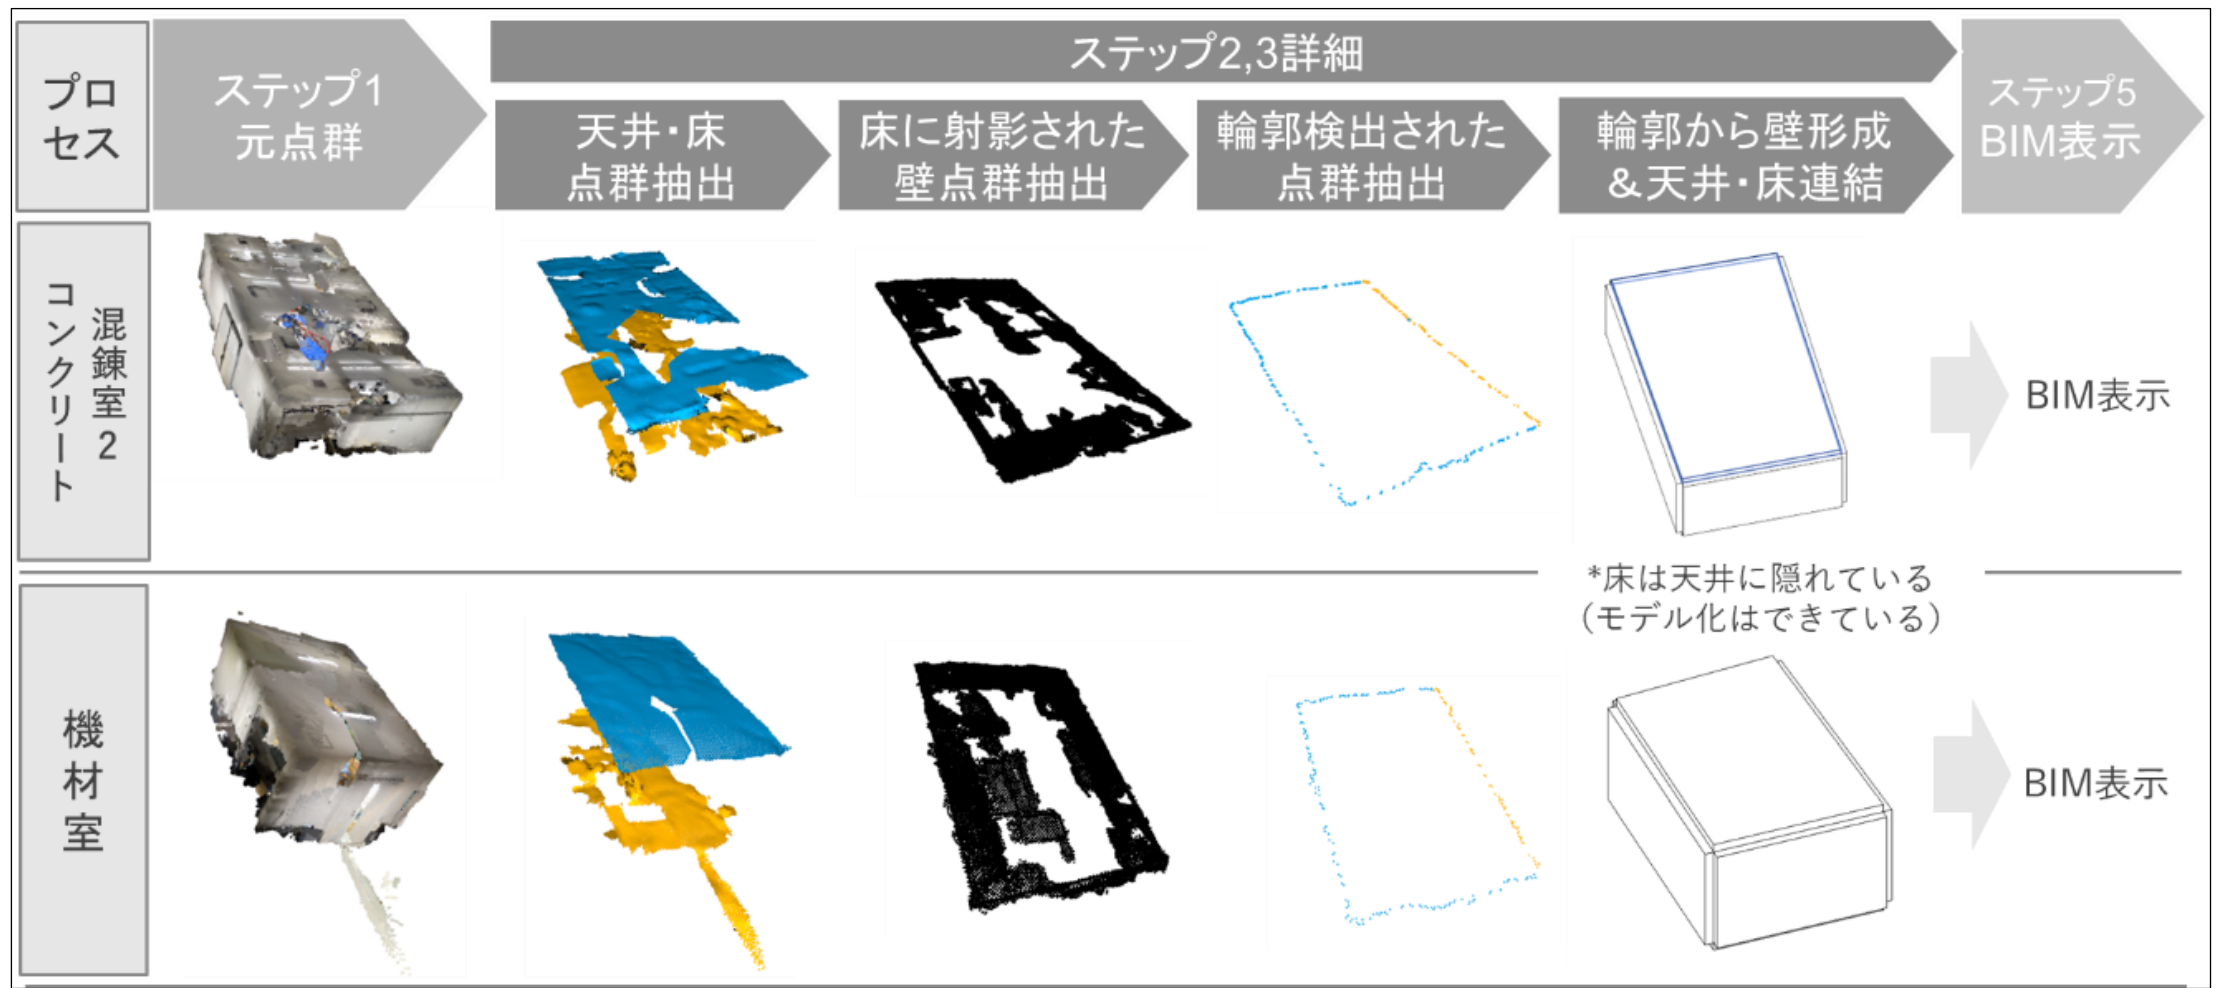 プロ
セス
ステップ1
元点群
ステップ2,3詳細
天井・床
点群抽出
床に射影された
壁点群抽出
輪郭検出された
点群抽出
輪郭から壁形成
＆天井・床連結
ステップ5
BIM表示
コンクリート
混錬室2
BIM表示
*床は天井に隠れている
（モデル化はできている）
機材室
BIM表示